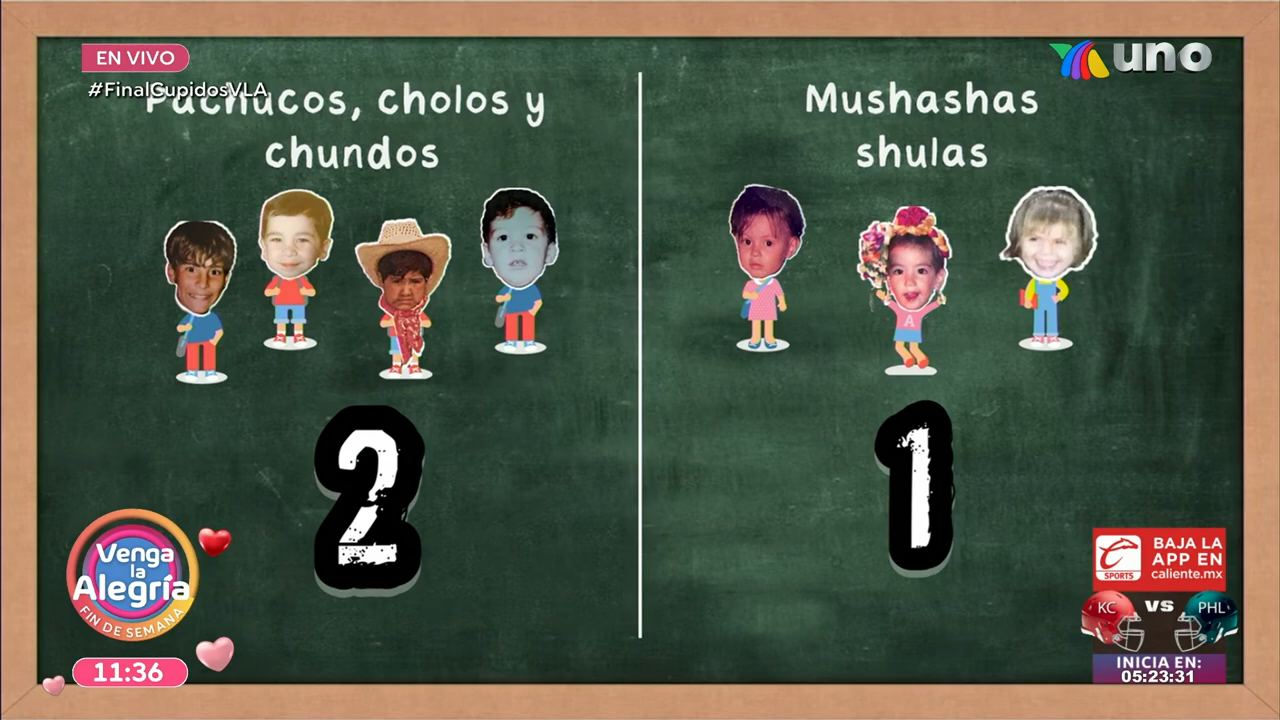 EN VIVO
#FinalCupidosVLA
uno
Pachucos, cholos y
chundos
Mushashas
shulas
A
2
1
Venga
la
Alegría
FIN DE SEMANA
11:36
SPORTS
BAJA LA
APP EN
caliente.mx
KC VS PHL
INICIA EN:
05:23:31